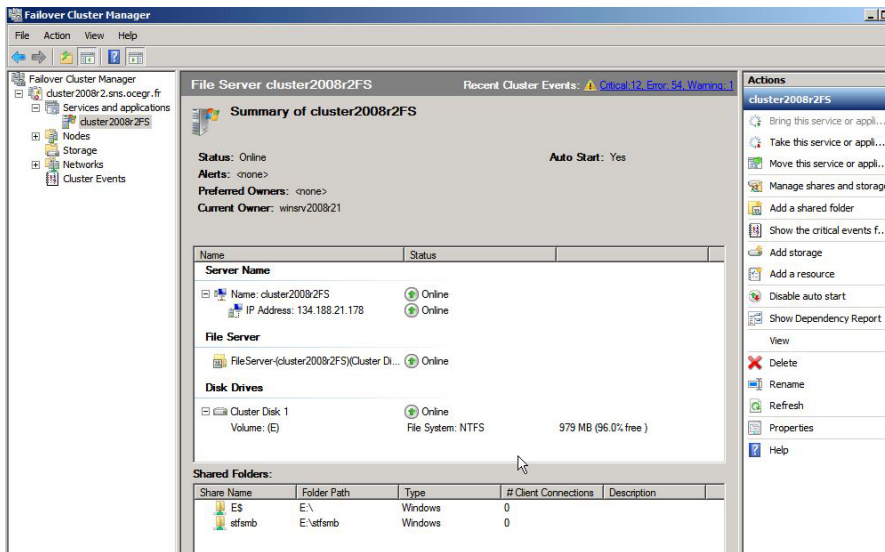 Failover Cluster Manager
File Action View Help
Failover Cluster Manager
cluster2008r2.sns.ocegr.fr
Services and applications
cluster2008r2FS
Nodes
Storage
Networks
Cluster Events
File Server cluster2008r2FS Recent Cluster Events: Critical:12, Error: 54, Warning: 1
Summary of cluster2008r2FS
Status: Online Auto Start: Yes
Alerts: <none>
Preferred Owners: <none>
Current Owner: winsrv2008r21
Name Status
Server Name
Name: cluster2008r2FS Online
IP Address: 134.188.21.178 Online
File Server
FileServer-(cluster2008r2FS)(Cluster Di... Online
Disk Drives
Cluster Disk 1 Online
Volume: (E) File System: NTFS 979 MB (96.0% free )
Shared Folders:
Share Name Folder Path Type # Client Connections Description
E$ E:\ Windows 0
stfsmb E:\stfsmb Windows 0
Actions
cluster2008r2FS
Bring this service or appli...
Take this service or appli...
Move this service or appli...
Manage shares and storage
Add a shared folder
Show the critical events f...
Add storage
Add a resource
Disable auto start
Show Dependency Report
View
Delete
Rename
Refresh
Properties
Help